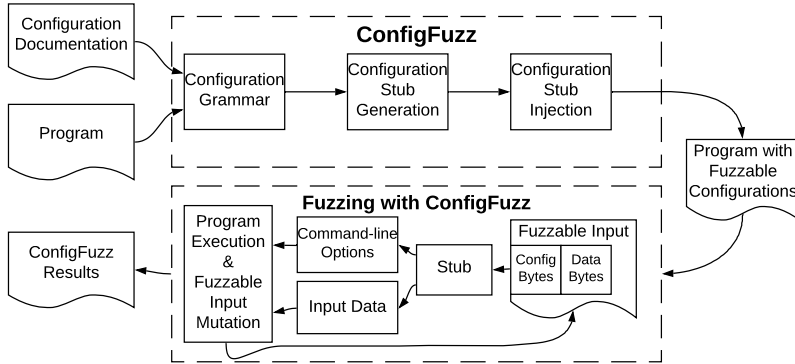 Configuration
Documentation
Program
ConfigFuzz
Configuration
Grammar
Configuration
Stub
Generation
Configuration
Stub
Injection
Program with
Fuzzable
Configurations
Fuzzing with ConfigFuzz
Program
Execution
&
Fuzzable
Input
Mutation
Command-line
Options
Input Data
Stub
Fuzzable Input
Config
Bytes
Data
Bytes
ConfigFuzz
Results